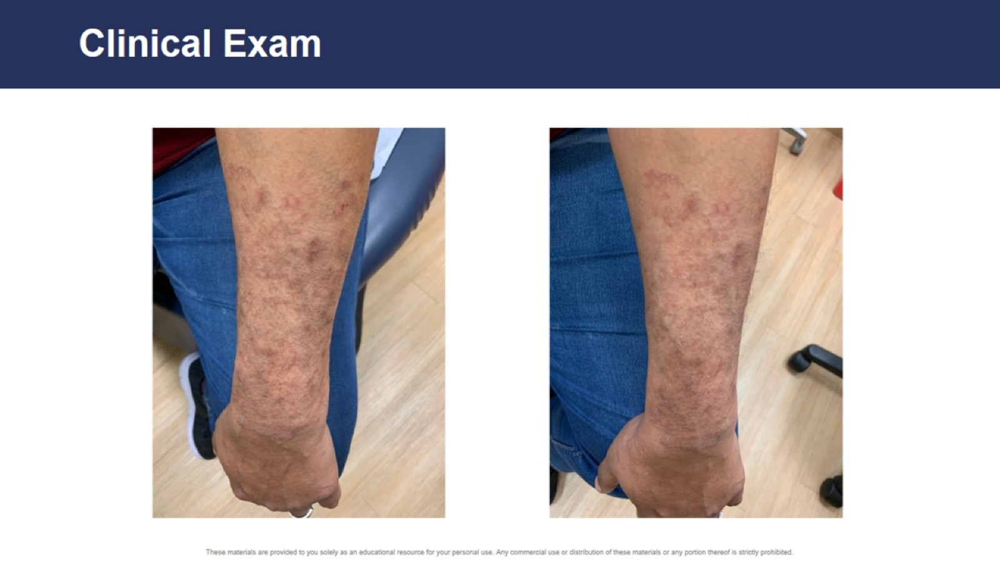 Clinical Exam
These materials are provided to you solely as an educational resource for your personal use. Any commercial use or distribution of these materials or any portion thereof is strictly prohibited.